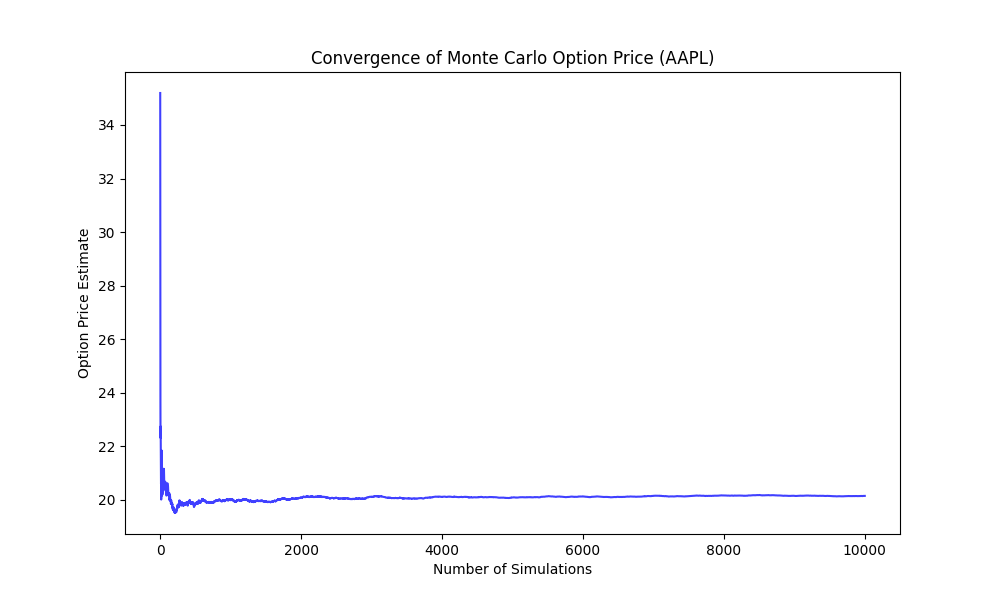 Convergence of Monte Carlo Option Price (AAPL)
Option Price Estimate
34
32
30
28
26
24
22
20
0 2000 4000 6000 8000 10000
Number of Simulations